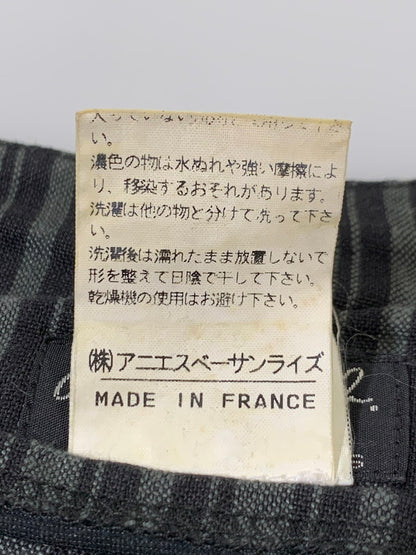 い。
濃色の物は水ぬれや強い摩擦によ
り、移染するおそれがあります。
洗濯は他の物と分けて洗って下さ
い。
洗濯後は濡れたまま放置しないで
形を整えて日陰で干して下さい。
乾燥機の使用はお避け下さい。
(株)アニエスベーサンライズ
MADE IN FRANCE